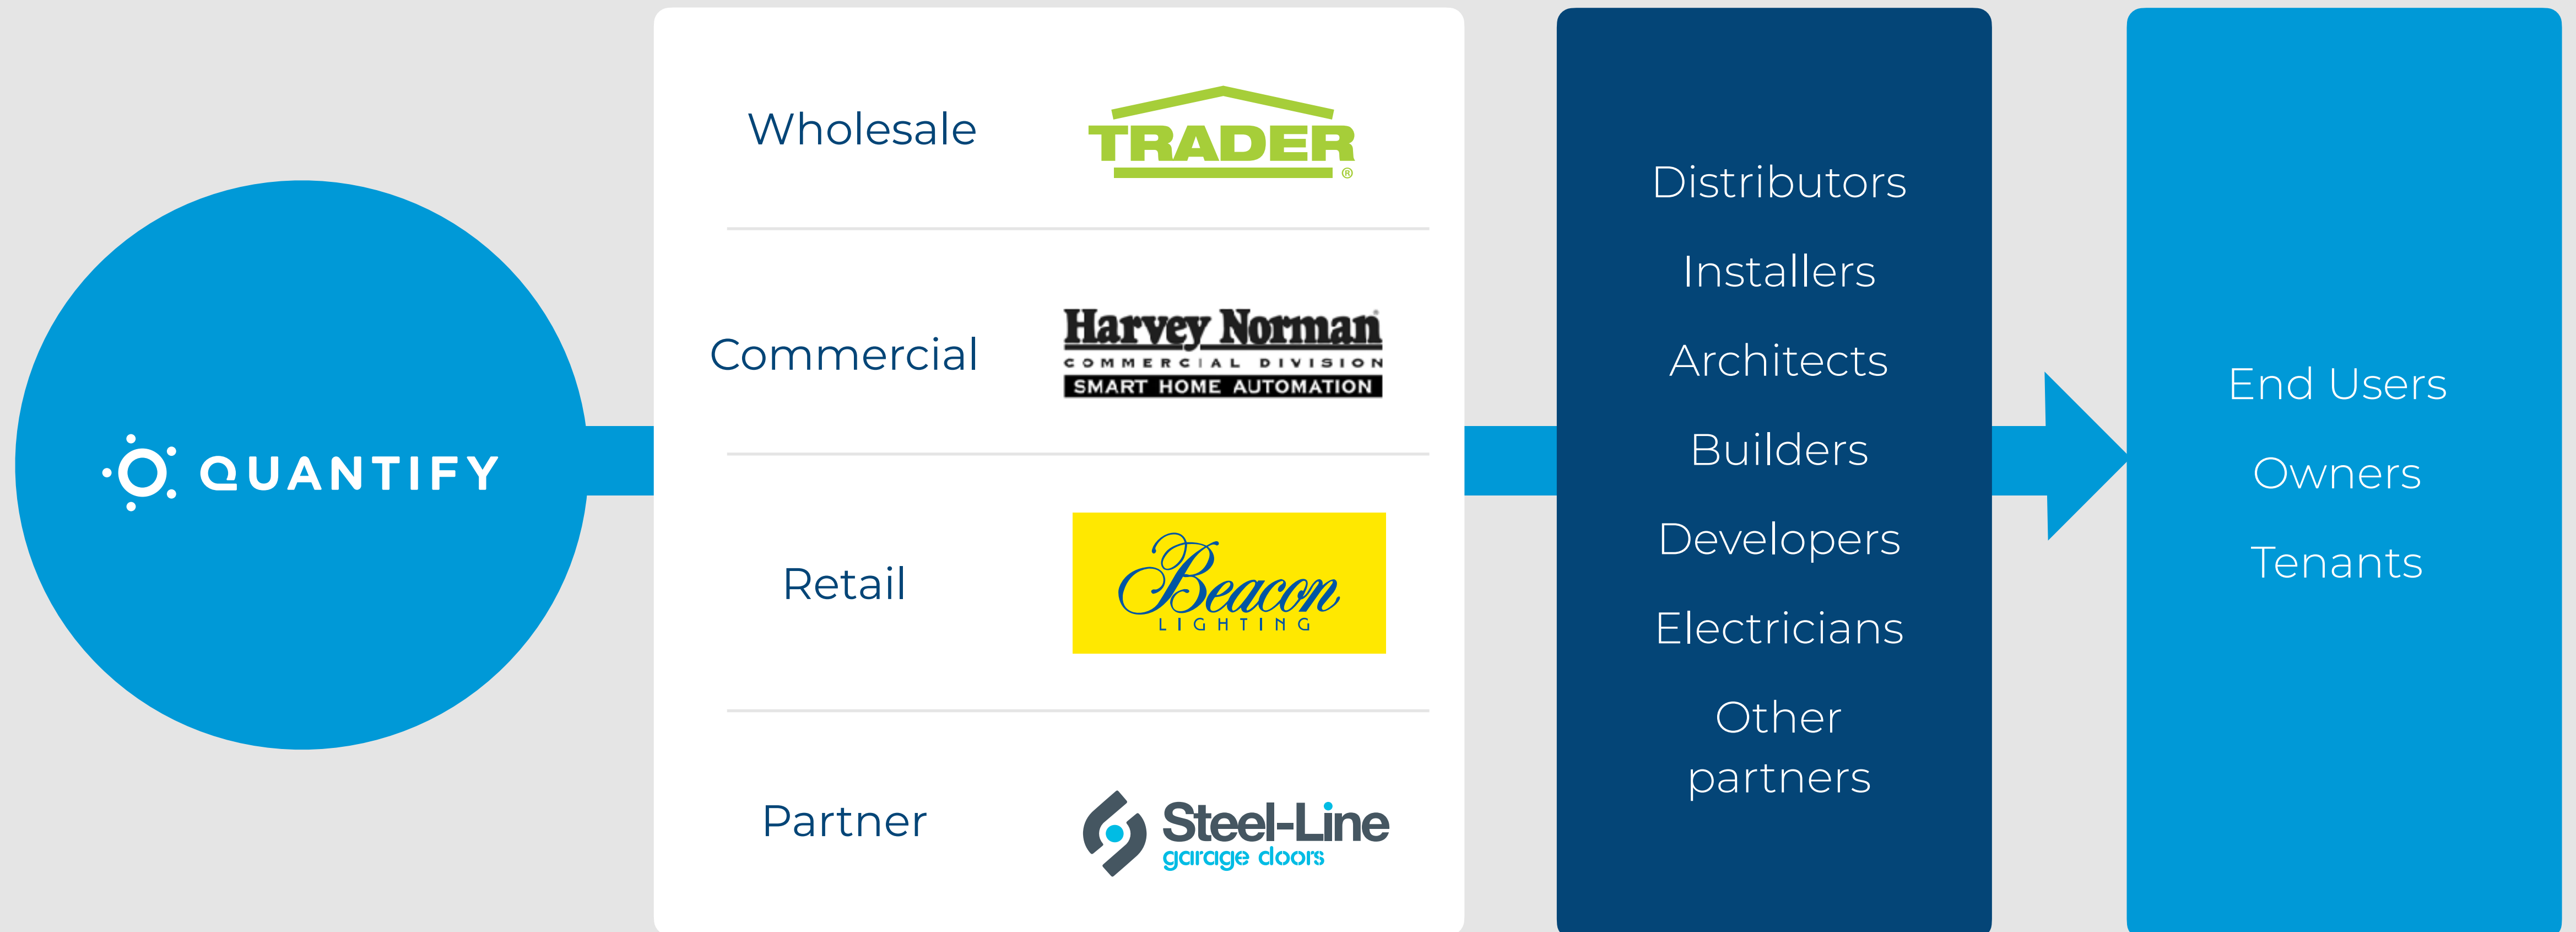 QUANTIFY
Wholesale
TRADER
®
Commercial
Harvey Norman
COMMERCIAL DIVISION
SMART HOME AUTOMATION
Retail
Beacon
LIGHTING
Partner
Steel-Line
garage doors
Distributors
Installers
Architects
Builders
Developers
Electricians
Other
partners
End Users
Owners
Tenants